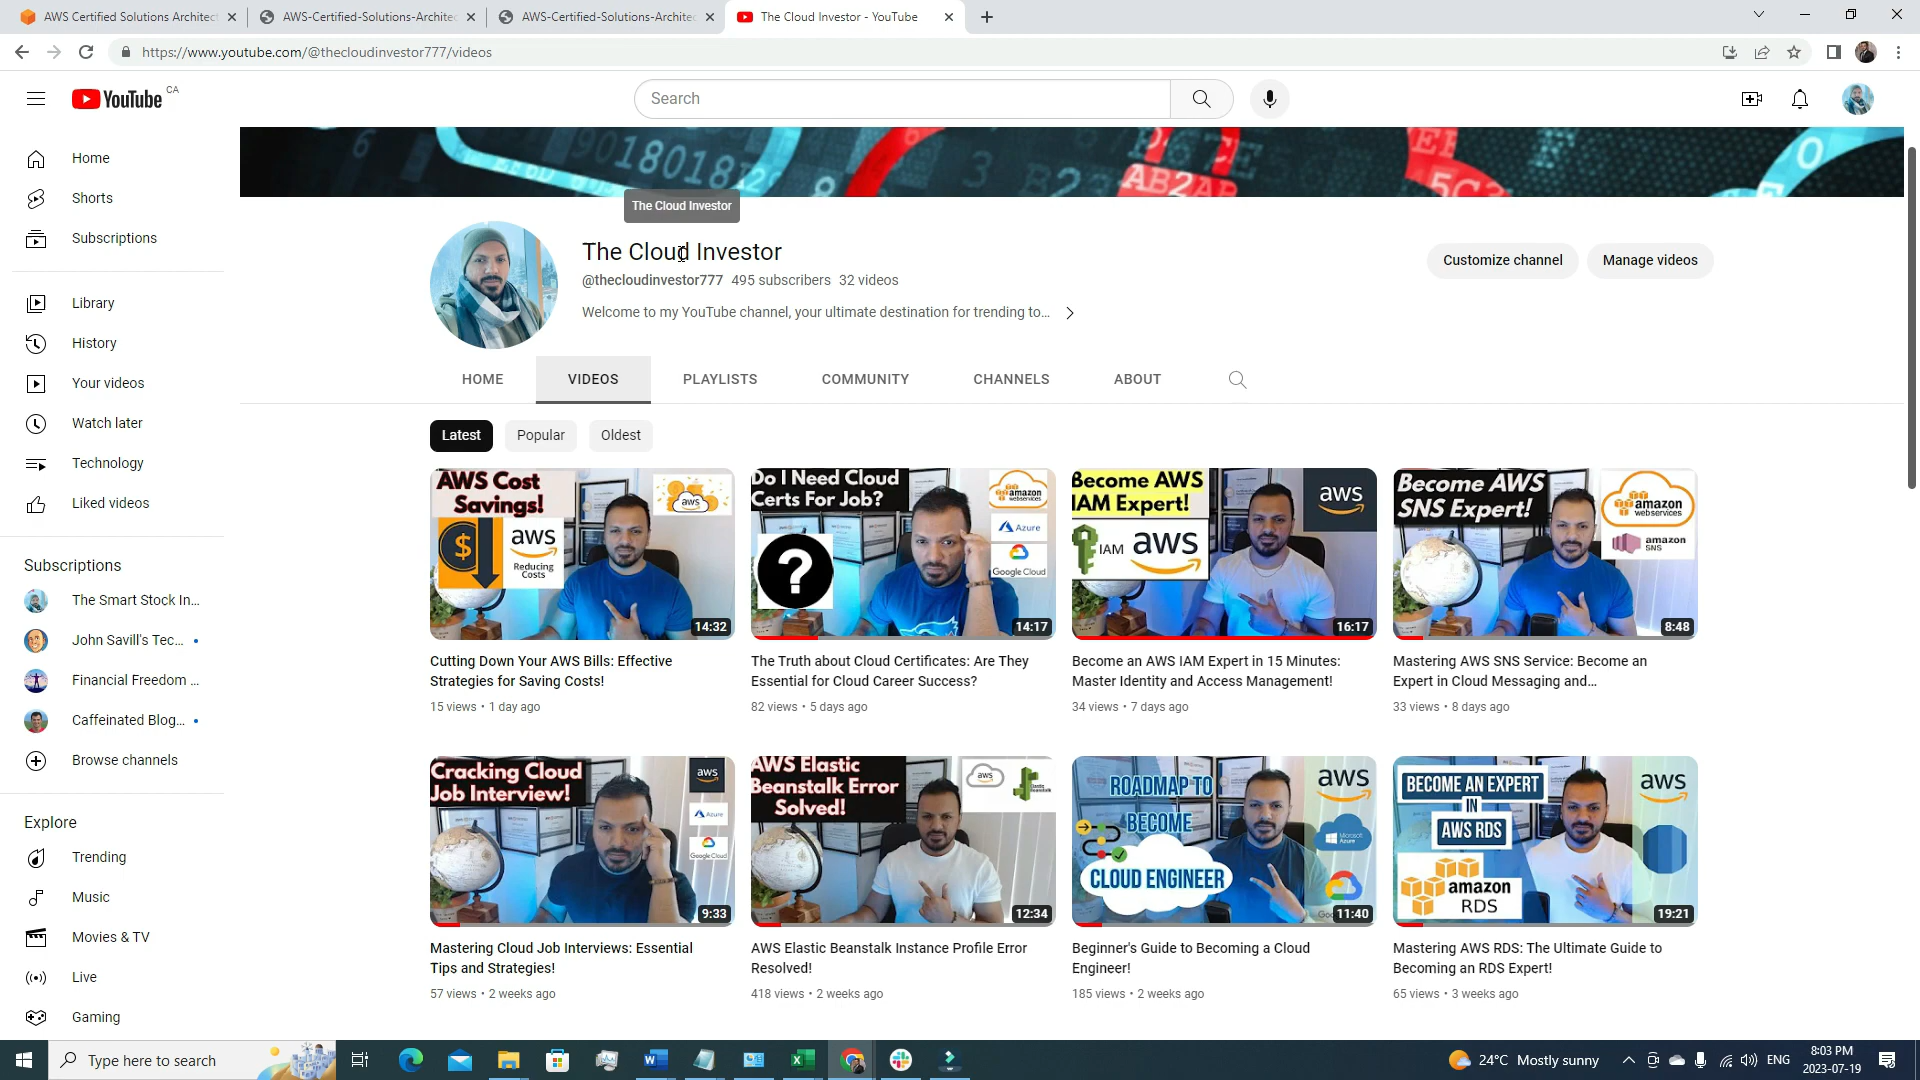 AWS Certified Solutions Architect
AWS-Certified-Solutions-Architec
AWS-Certified-Solutions-Architec
The Cloud Investor - YouTube
https://www.youtube.com/@thecloudinvestor777/videos
YouTube CA
Search
Home
Shorts
Subscriptions
Library
History
Your videos
Watch later
Technology
Liked videos
Subscriptions
The Smart Stock In...
John Savill's Tec...
Financial Freedom ...
Caffeinated Blog...
Browse channels
Explore
Trending
Music
Movies & TV
Live
Gaming
The Cloud Investor
The Cloud Investor
@thecloudinvestor777 495 subscribers 32 videos
Welcome to my YouTube channel, your ultimate destination for trending to...
Customize channel
Manage videos
HOME
VIDEOS
PLAYLISTS
COMMUNITY
CHANNELS
ABOUT
Latest
Popular
Oldest
AWS Cost
Savings!
aws
$
aws
Reducing
Costs
14:32
Cutting Down Your AWS Bills: Effective
Strategies for Saving Costs!
15 views • 1 day ago
Do I Need Cloud
Certs For Job?
?
amazon
webservices
Azure
Google Cloud
14:17
The Truth about Cloud Certificates: Are They
Essential for Cloud Career Success?
82 views • 5 days ago
Become AWS
IAM Expert!
IAM
aws
aws
16:17
Become an AWS IAM Expert in 15 Minutes:
Master Identity and Access Management!
34 views • 7 days ago
Become AWS
SNS Expert!
amazon
webservices
amazon
SNS
8:48
Mastering AWS SNS Service: Become an
Expert in Cloud Messaging and...
33 views • 8 days ago
Cracking Cloud
Job Interview!
aws
Azure
Google Cloud
9:33
Mastering Cloud Job Interviews: Essential
Tips and Strategies!
57 views • 2 weeks ago
AWS Elastic
Beanstalk Error
Solved!
aws
12:34
AWS Elastic Beanstalk Instance Profile Error
Resolved!
418 views • 2 weeks ago
ROADMAP TO
BECOME
CLOUD ENGINEER
aws
Microsoft
Azure
11:40
Beginner's Guide to Becoming a Cloud
Engineer!
185 views • 2 weeks ago
BECOME AN EXPERT
IN
AWS RDS
aws
amazon
RDS
19:21
Mastering AWS RDS: The Ultimate Guide to
Becoming an RDS Expert!
65 views • 3 weeks ago
Type here to search
24°C Mostly sunny
ENG
8:03 PM
2023-07-19